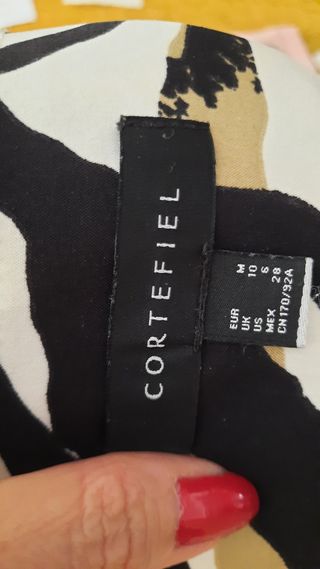 CORTEFIEL
EUR M
UK 10
US 6
MEX 28
CN170/92A